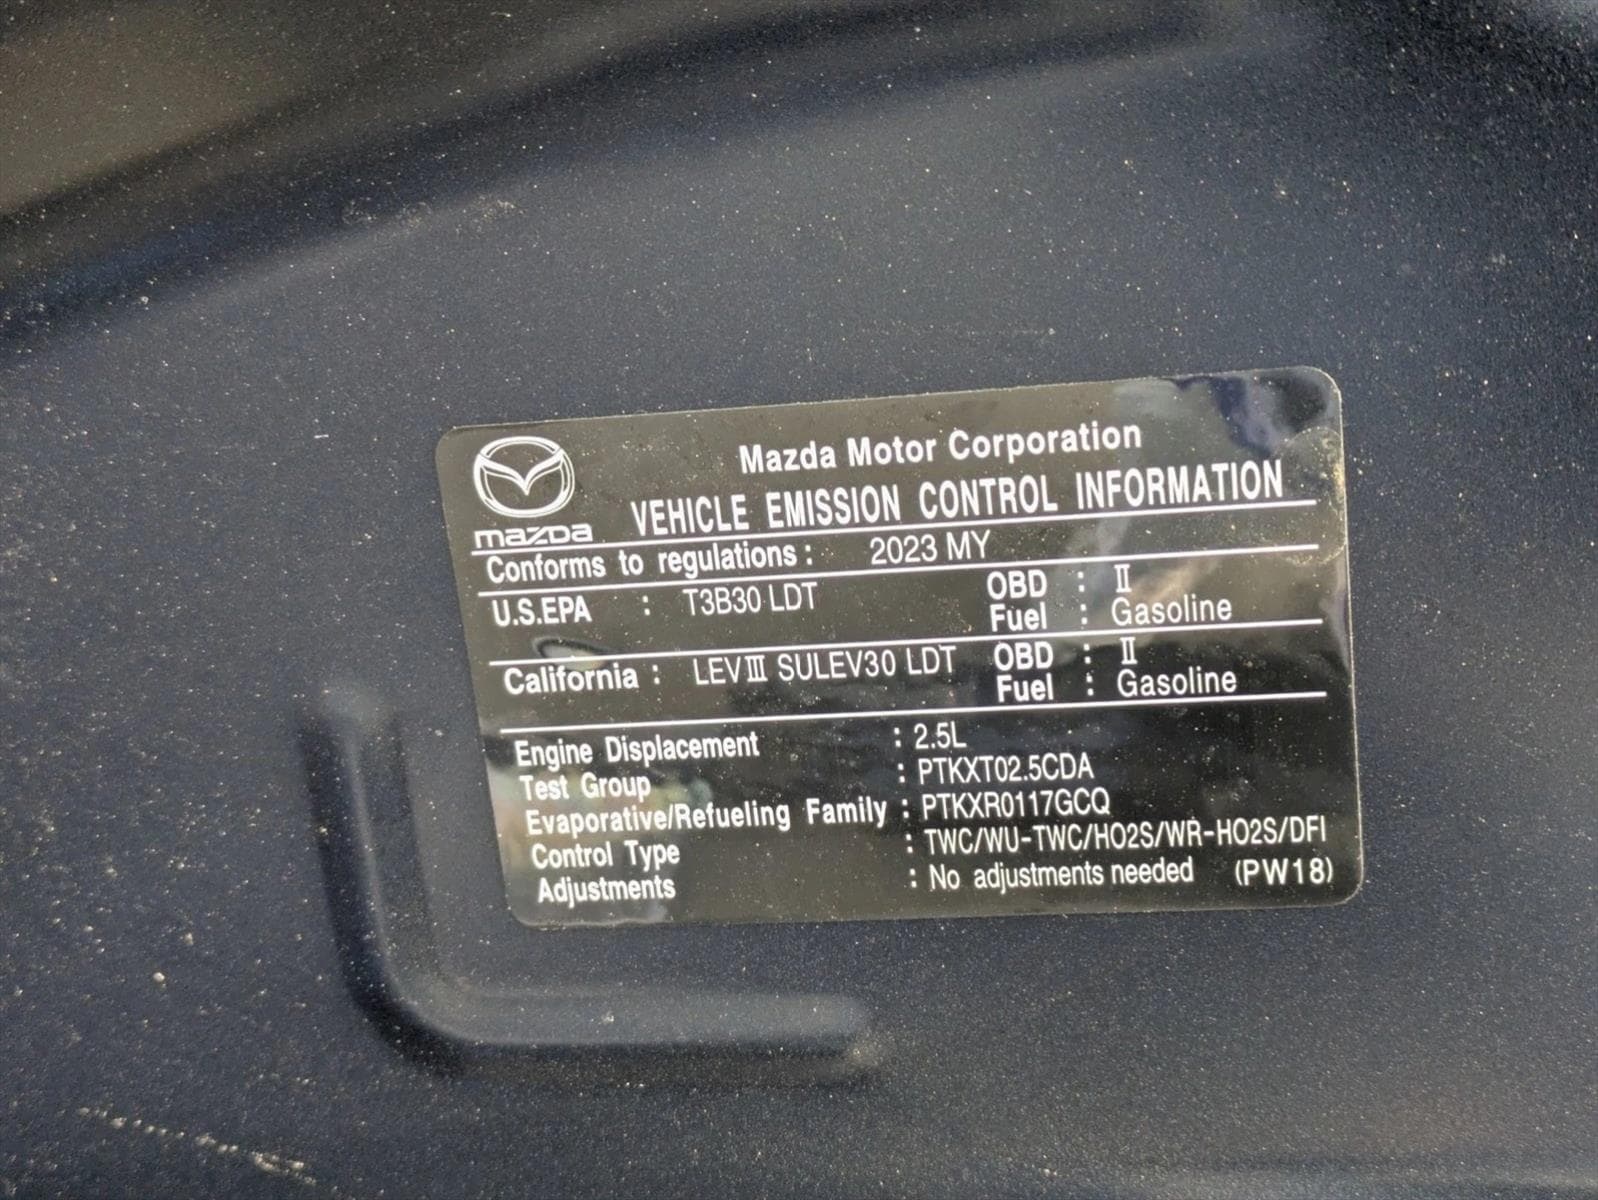 Mazda Motor Corporation
mazda VEHICLE EMISSION CONTROL INFORMATION
Conforms to regulations : 2023 MY
U.S.EPA : T3B30 LDT OBD : II
Fuel : Gasoline
California : LEVIII SULEV30 LDT OBD : II
Fuel : Gasoline
Engine Displacement : 2.5L
Test Group : PTKXT02.5CDA
Evaporative/Refueling Family : PTKXR0117GCQ
Control Type : TWC/WU-TWC/HO2S/WR-HO2S/DFI
Adjustments : No adjustments needed (PW18)